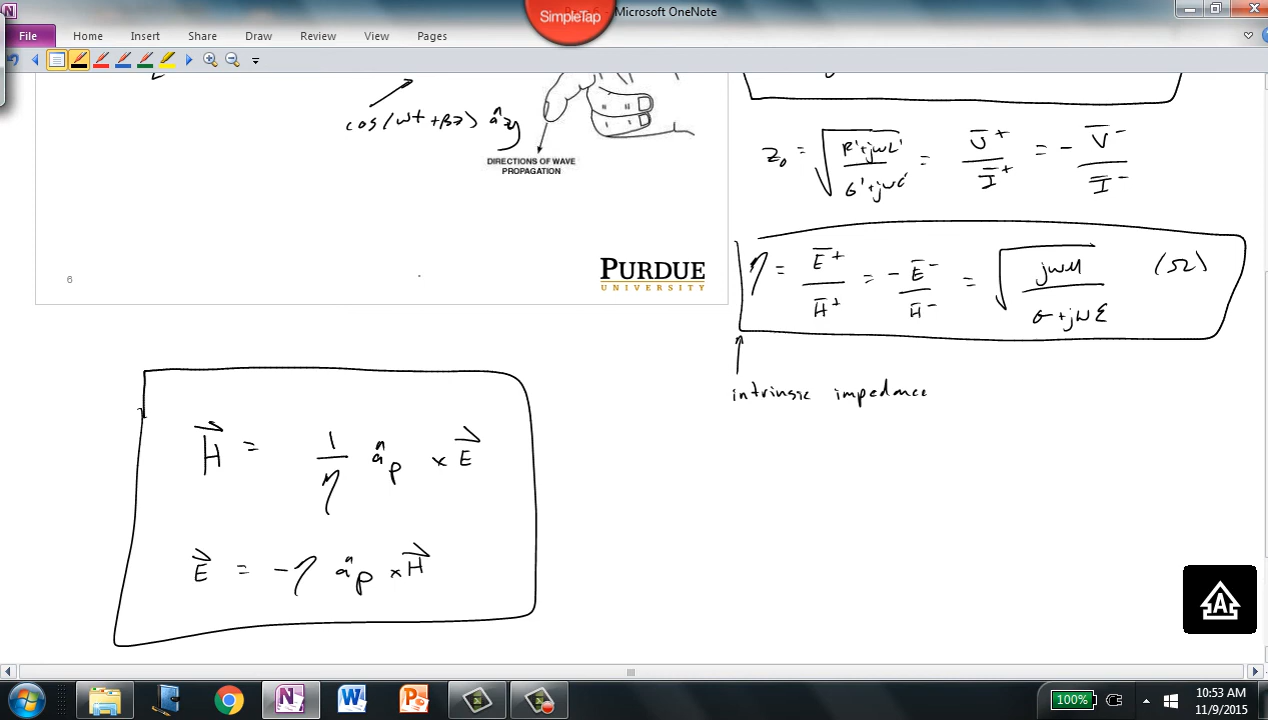 SimpleTap
- Microsoft OneNote
File Home Insert Share Draw Review View Pages
cos(ωt+βz) â
DIRECTIONS OF WAVE
PROPAGATION
6
PURDUE
UNIVERSITY
Z₀ = √((R'+jωL')/(G'+jωC')) = V̅⁺/I̅⁺ = - V̅⁻/I̅⁻
η = E̅⁺/H̅⁺ = - E̅⁻/H̅⁻ = √(jωμ/(σ+jωε)) (Ω)
intrinsic impedance
H⃗ = 1/η âₚ × E⃗
E⃗ = -η âₚ × H⃗
A
100%
10:53 AM
11/9/2015